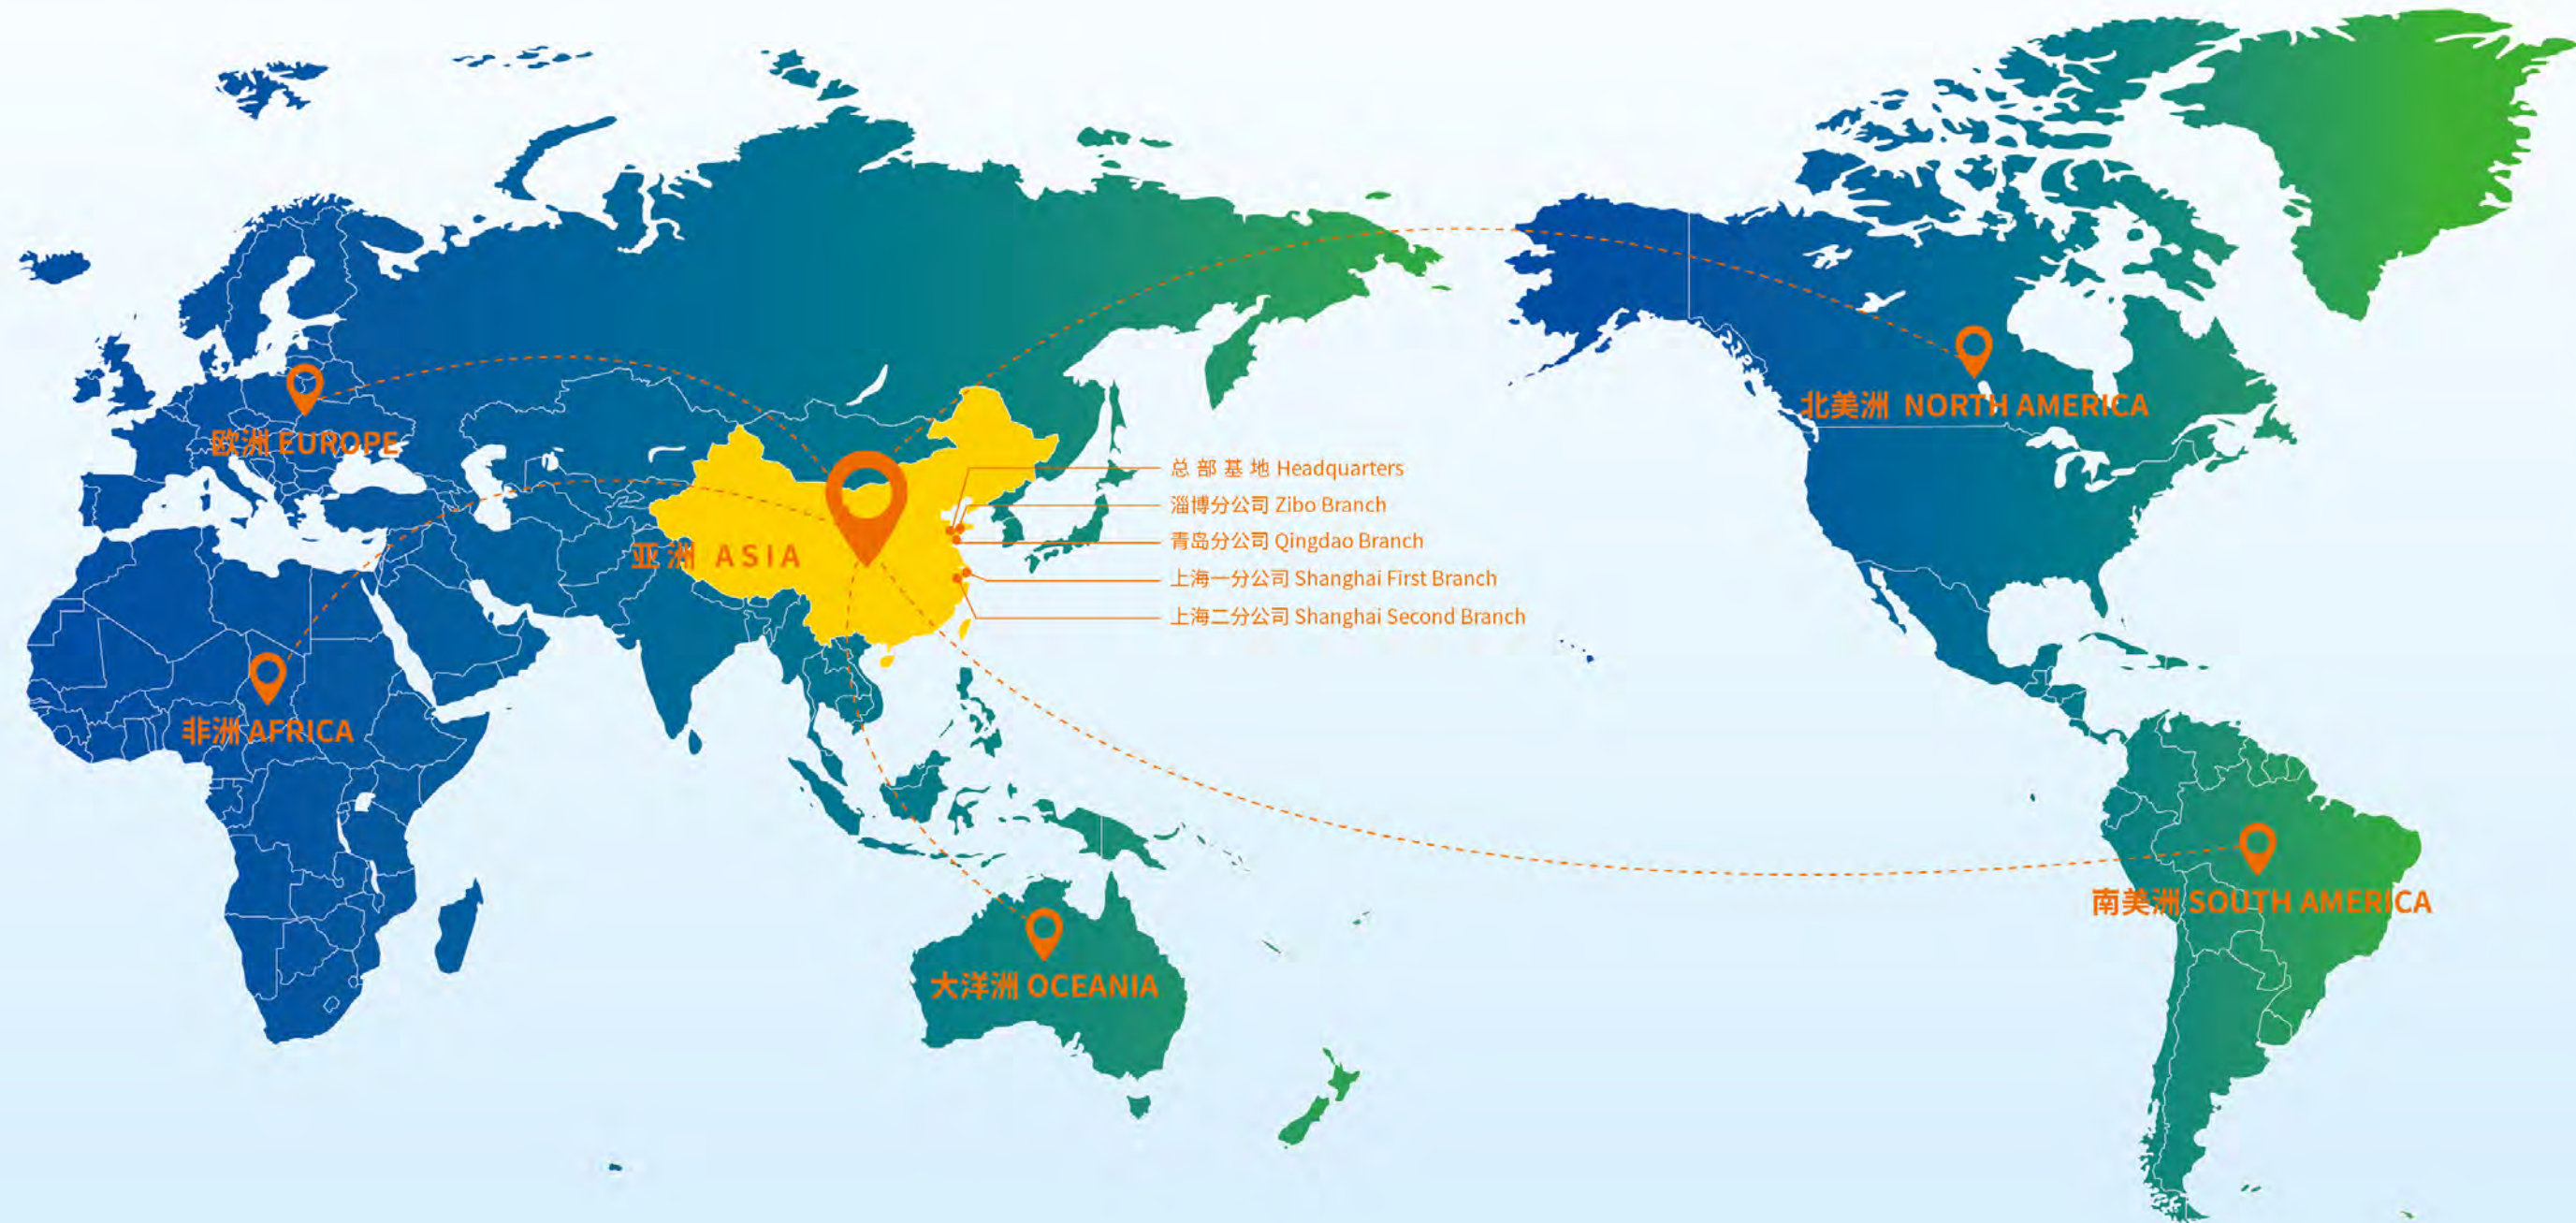 北美洲 NORTH AMERICA
欧洲 EUROPE
总 部 基 地 Headquarters
淄博分公司 Zibo Branch
青岛分公司 Qingdao Branch
亚洲 ASIA
上海一分公司 Shanghai First Branch
上海二分公司 Shanghai Second Branch
非洲 AFRICA
南美洲 SOUTH AMERICA
大洋洲 OCEANIA